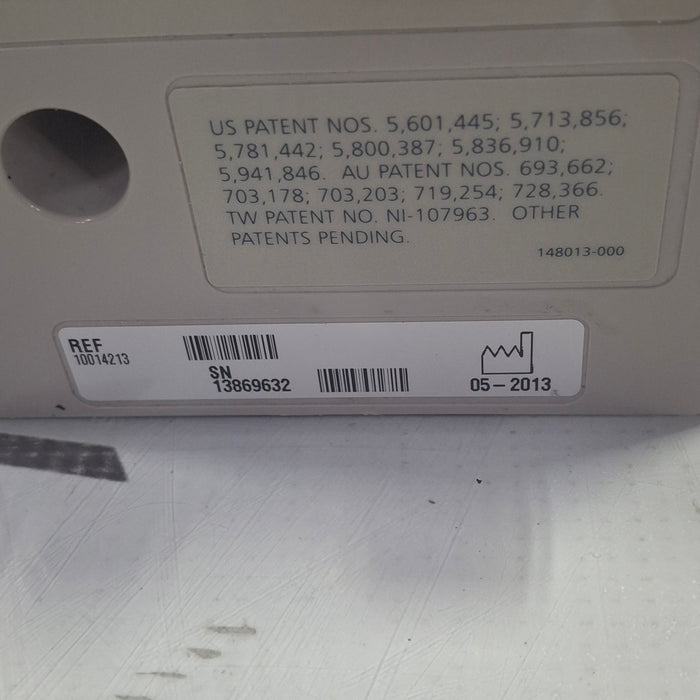 US PATENT NOS. 5,601,445; 5,713,856;
5,781,442; 5,800,387; 5,836,910;
5,941,846. AU PATENT NOS. 693,662;
703,178; 703,203; 719,254; 728,366.
TW PATENT NO. NI-107963. OTHER
PATENTS PENDING.
148013-000
REF
10014213
SN
13869632
05-2013